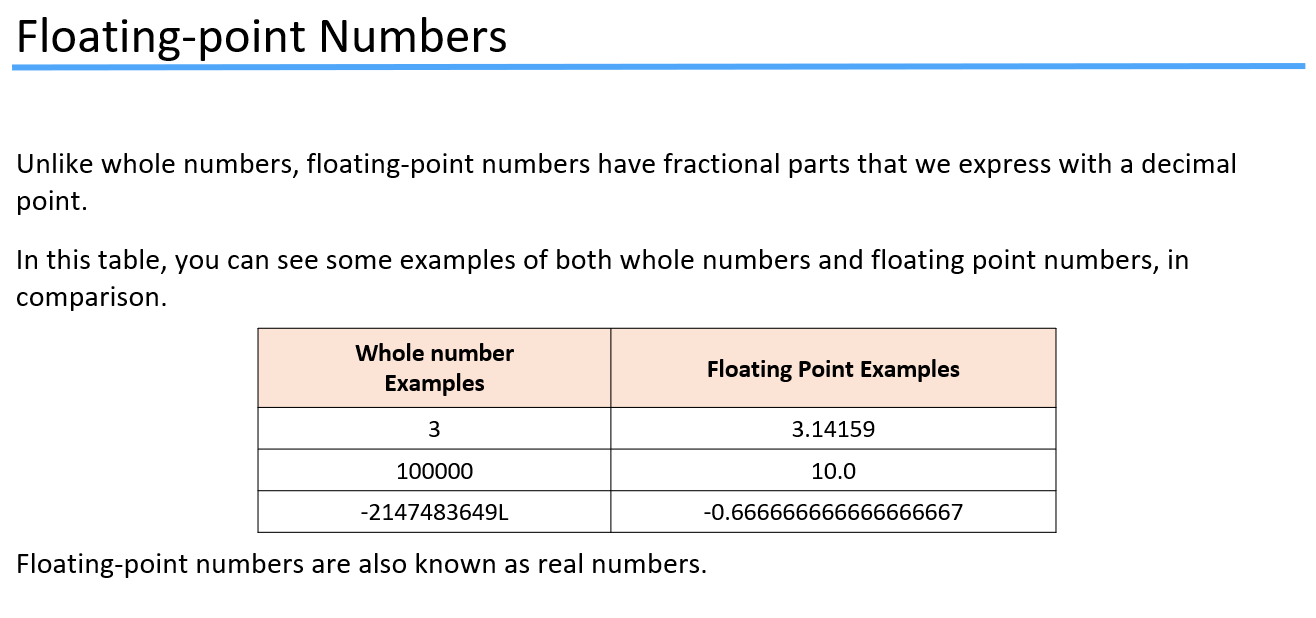 Floating-point Numbers
Unlike whole numbers, floating-point numbers have fractional parts that we express with a decimal
point.
In this table, you can see some examples of both whole numbers and floating point numbers, in
comparison.
Whole number
Examples
Floating Point Examples
3
3.14159
100000
10.0
-2147483649L
-0.6666666666666666667
Floating-point numbers are also known as real numbers.